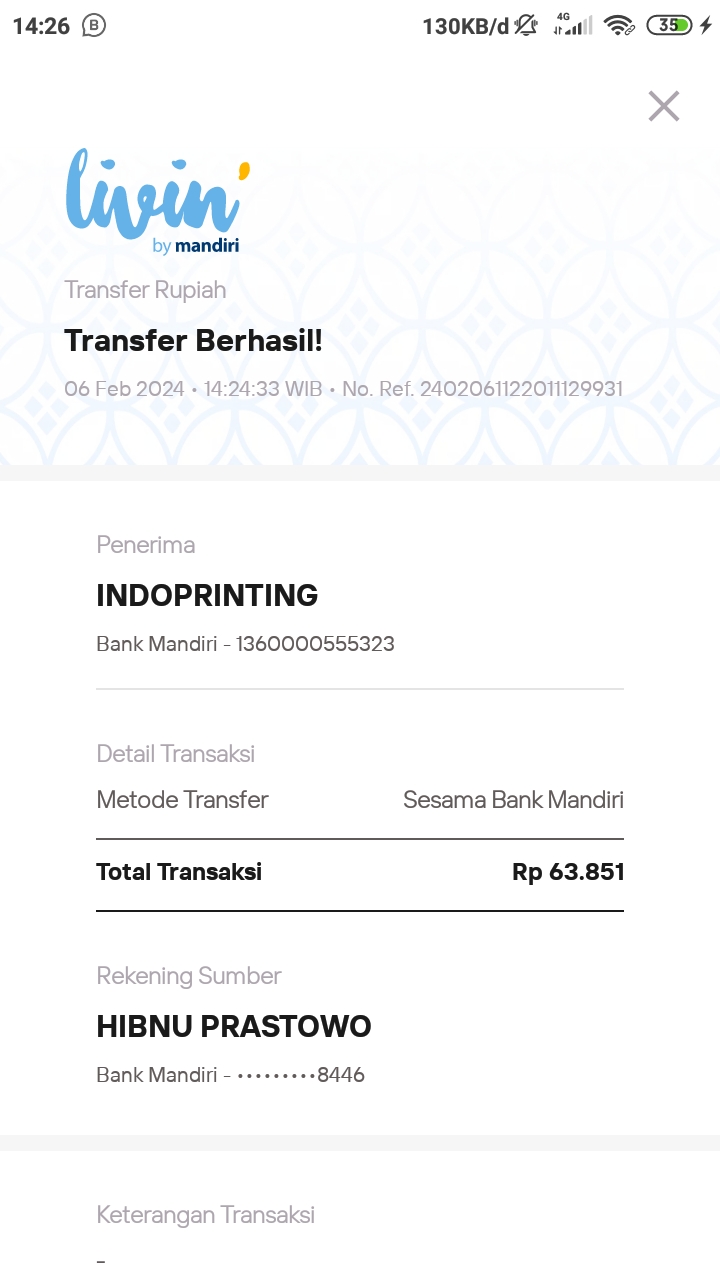 14:26 B 130KB/d 4G 35
livin'
by mandiri
Transfer Rupiah
Transfer Berhasil!
06 Feb 2024 • 14:24:33 WIB • No. Ref. 2402061122011129931
Penerima
INDOPRINTING
Bank Mandiri - 1360000555323
Detail Transaksi
Metode Transfer Sesama Bank Mandiri
Total Transaksi Rp 63.851
Rekening Sumber
HIBNU PRASTOWO
Bank Mandiri - •••••••••8446
Keterangan Transaksi
-